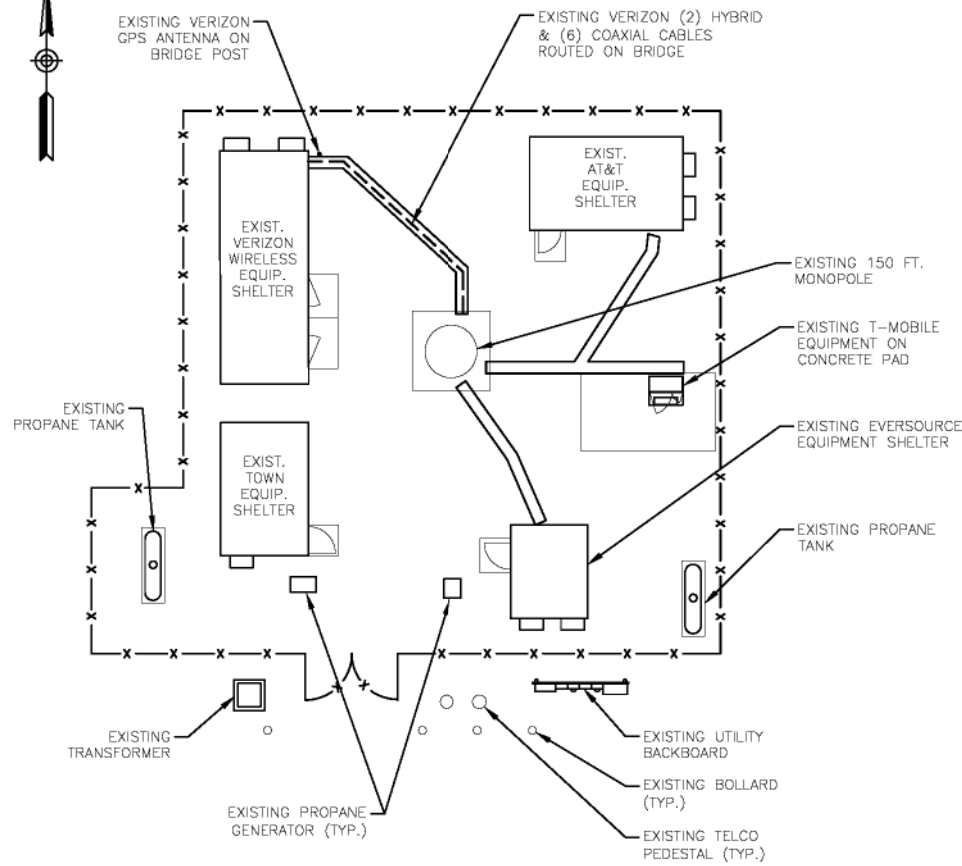 EXISTING VERIZON
GPS ANTENNA ON
BRIDGE POST
EXISTING VERIZON (2) HYBRID
& (6) COAXIAL CABLES
ROUTED ON BRIDGE
EXIST.
AT&T
EQUIP.
SHELTER
EXIST.
VERIZON
WIRELESS
EQUIP.
SHELTER
EXISTING 150 FT.
MONOPOLE
EXISTING T-MOBILE
EQUIPMENT ON
CONCRETE PAD
EXISTING
PROPANE TANK
EXISTING EVERSOURCE
EQUIPMENT SHELTER
EXIST.
TOWN
EQUIP.
SHELTER
EXISTING PROPANE
TANK
EXISTING
TRANSFORMER
EXISTING UTILITY
BACKBOARD
EXISTING BOLLARD
(TYP.)
EXISTING PROPANE
GENERATOR (TYP.)
EXISTING TELCO
PEDESTAL (TYP.)